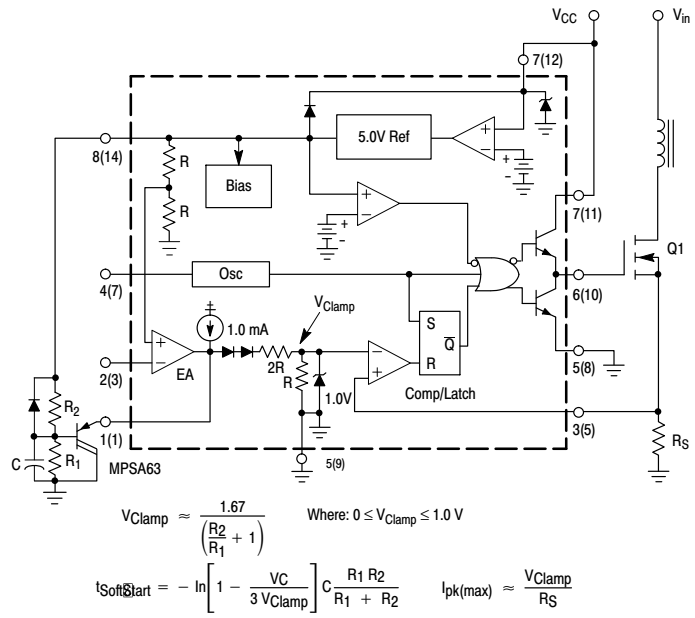 VCC
Vin
7(12)
8(14)
5.0V Ref
R
Bias
+
−
+
-
R
+
−
+
-
7(11)
Q1
4(7)
Osc
6(10)
VClamp
1.0 mA
S
Q
R
2(3)
+
−
EA
2R
R
1.0V
−
+
Comp/Latch
5(8)
R2
1(1)
3(5)
C
R1
MPSA63
5(9)
RS
VClamp ≈ 1.67 / (R2/R1 + 1) Where: 0 ≤ VClamp ≤ 1.0 V
tSoftStart = − ln[1 − VC / 3 VClamp] C R1 R2 / R1 + R2 Ipk(max) ≈ VClamp / RS